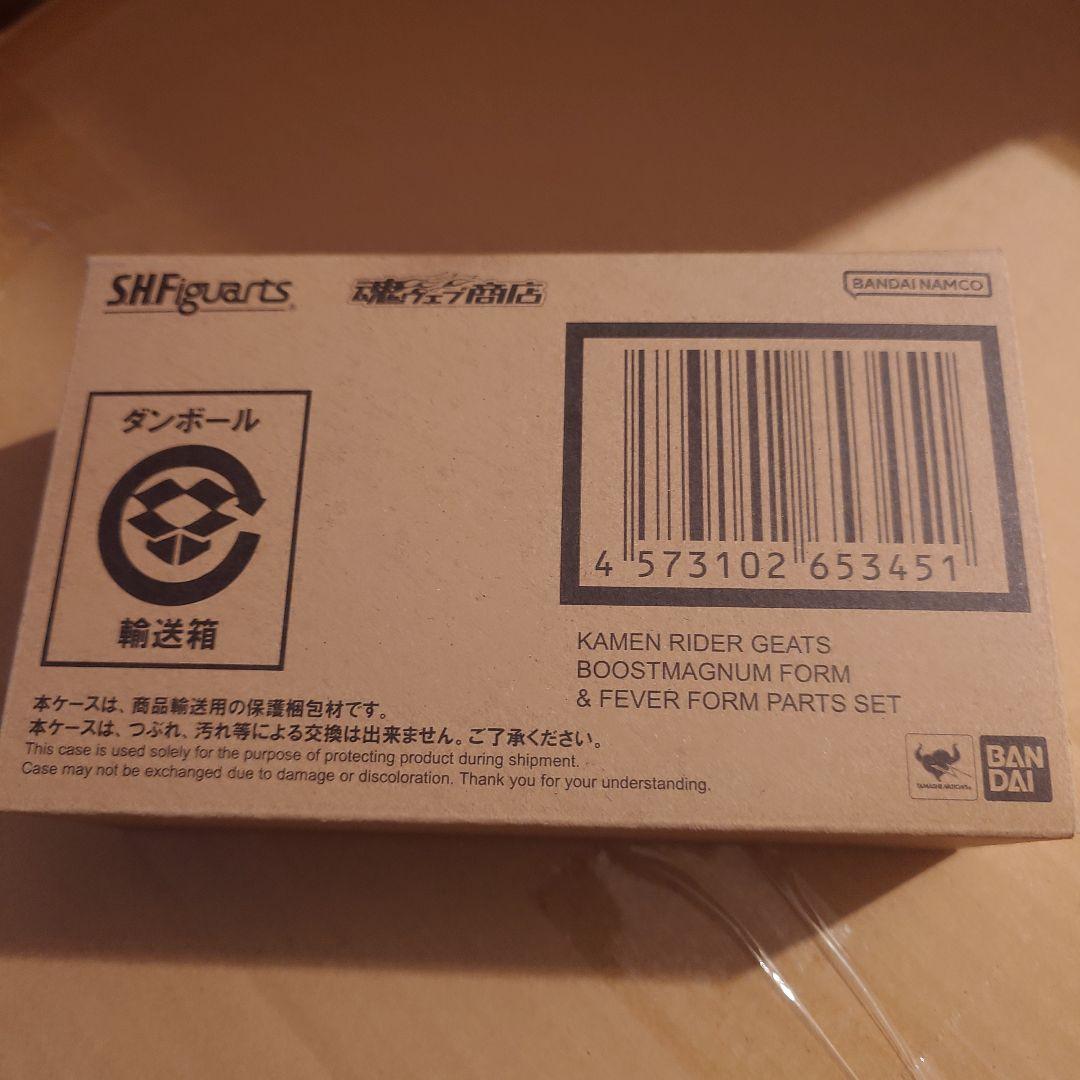 S.H.Figuarts
魂ウェブ商店
BANDAI NAMCO
ダンボール
輸送箱
4 573102 653451
KAMEN RIDER GEATS
BOOSTMAGNUM FORM
& FEVER FORM PARTS SET
本ケースは、商品輸送用の保護梱包材です。
本ケースは、つぶれ、汚れ等による交換は出来ません。ご了承ください。
This case is used solely for the purpose of protecting product during shipment.
Case may not be exchanged due to damage or discoloration. Thank you for your understanding.
TAMASHII NATIONS
BAN
DAI